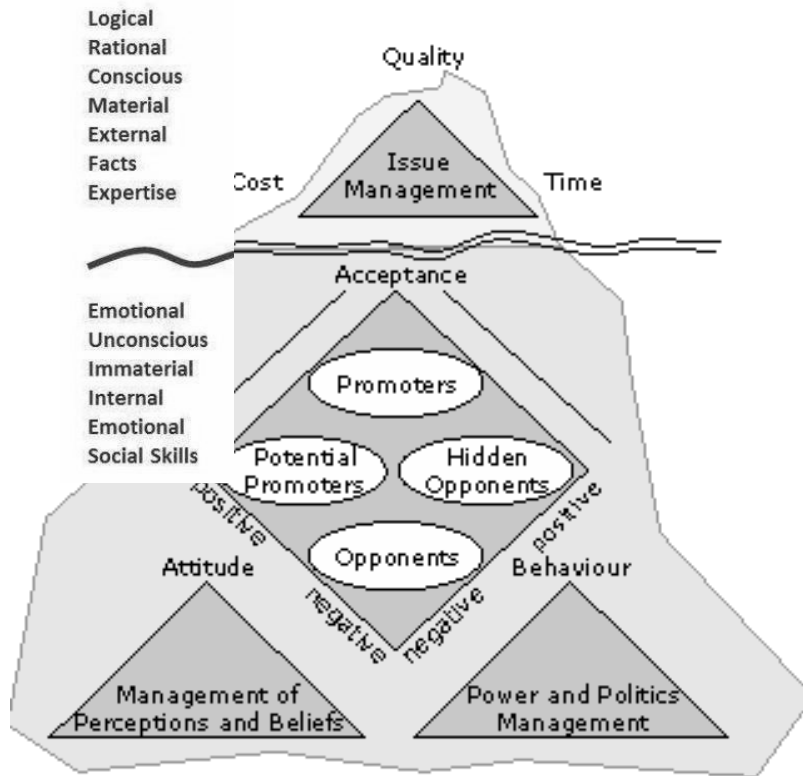 Logical
Rational
Conscious
Material
External
Facts
Expertise
Quality
Cost
Time
Issue
Management
Emotional
Unconscious
Immaterial
Internal
Emotional
Social Skills
Acceptance
Promoters
Potential
Promoters
Hidden
Opponents
Opponents
positive
negative
negative
positive
Attitude
Behaviour
Management of
Perceptions and Beliefs
Power and Politics
Management